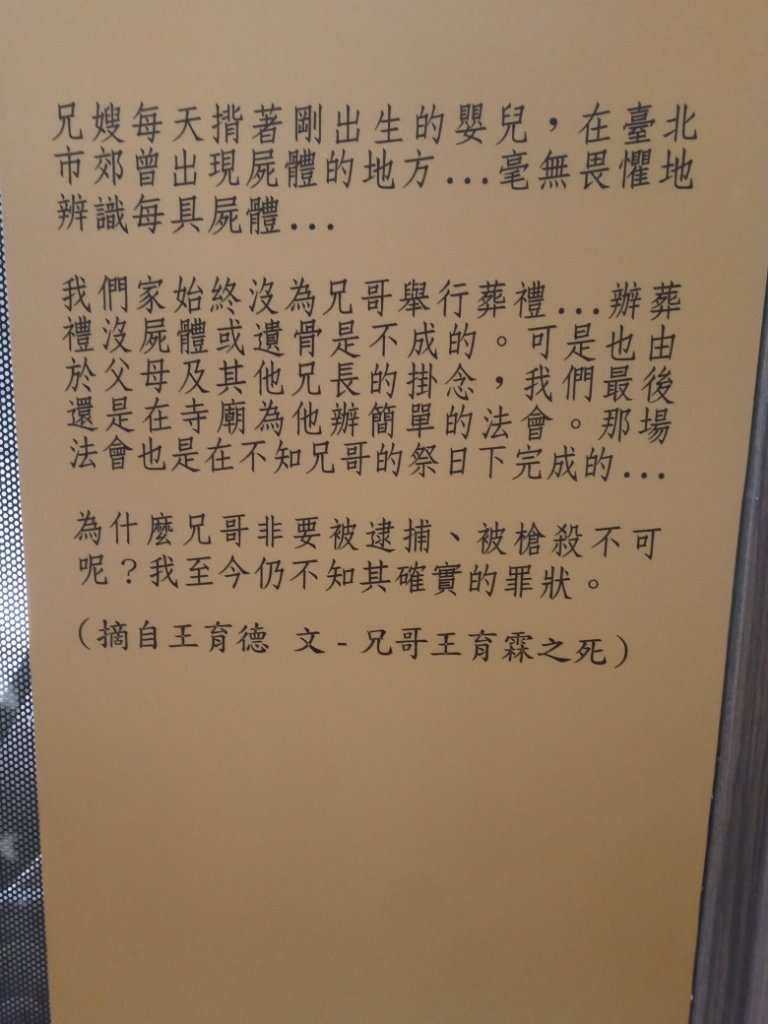 兄嫂每天揹著剛出生的嬰兒，在臺北
市郊曾出現屍體的地方...毫無畏懼地
辨識每具屍體...
我們家始終沒為兄哥舉行葬禮...辦葬
禮沒屍體或遺骨是不成的。可是也由
於父母及其他兄長的掛念，我們最後
還是在寺廟為他辦簡單的法會。那場
法會也是在不知兄哥的祭日下完成的...
為什麼兄哥非要被逮捕、被槍殺不可
呢？我至今仍不知其確實的罪狀。
（摘自王育德 文-兄哥王育霖之死）